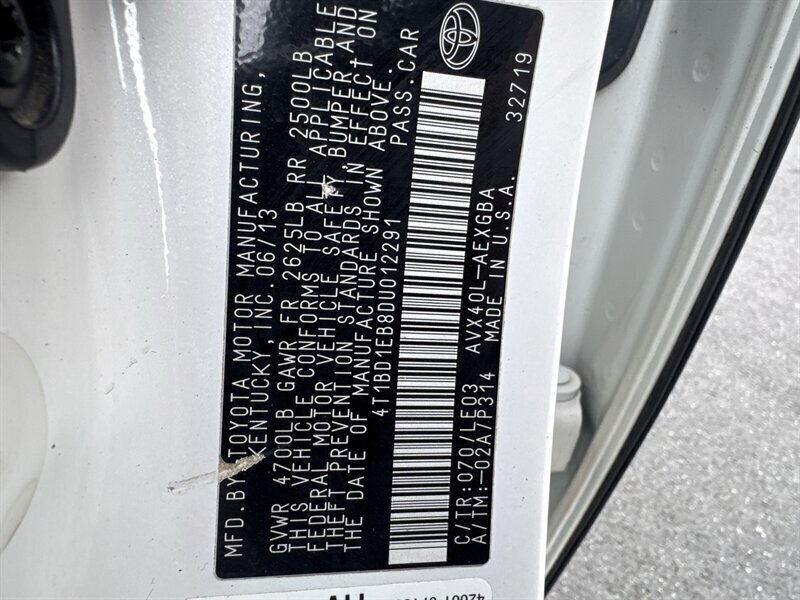 MFD.BY:TOYOTA MOTOR MANUFACTURING,
KENTUCKY,INC.06/13
GVWR 4700LB GAWR FR 2625LB RR 2500LB
THIS VEHICLE CONFORMS TO ALL APPLICABLE
FEDERAL MOTOR VEHICLE SAFETY,BUMPER AND
THEFT PREVENTION STANDARDS IN EFFECT ON
THE DATE OF MANUFACTURE SHOWN ABOVE.
4T1BD1EB8DU012291 PASS.CAR
C/TR:070/LE03 AVX40L-AEXGBA
A/TM:-02A/P314 MADE IN U.S.A. 32719